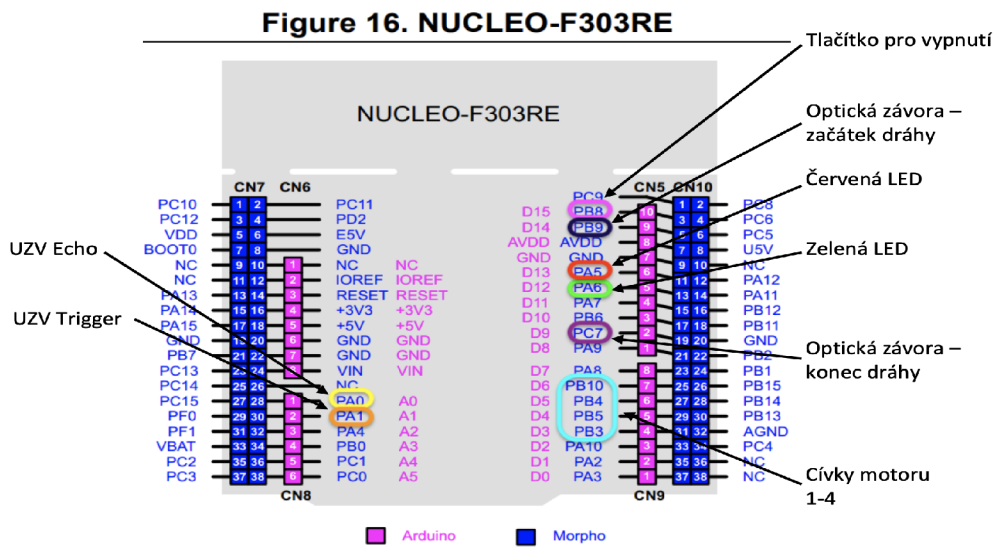 Figure 16. NUCLEO-F303RE
Tlačítko pro vypnutí
NUCLEO-F303RE
Optická závora –
začátek dráhy
Červená LED
Zelená LED
Optická závora –
konec dráhy
Cívky motoru
1-4
UZV Echo
UZV Trigger
CN7 CN6
PC10 1 2 PC11
PC12 3 4 PD2
VDD 5 6 E5V
BOOT0 7 8 GND
NC 9 10 1 NC NC
NC 11 12 2 IOREF IOREF
PA13 13 14 3 RESET RESET
PA14 15 16 4 +3V3 +3V3
PA15 17 18 5 +5V +5V
GND 19 20 6 GND GND
PB7 21 22 7 GND GND
PC13 23 24 8 VIN VIN
PC14 25 26 NC
PC15 27 28 1 PA0 A0
PF0 29 30 2 PA1 A1
PF1 31 32 3 PA4 A2
VBAT 33 34 4 PB0 A3
PC2 35 36 5 PC1 A4
PC3 37 38 6 PC0 A5
CN8
CN5 CN10
PC9 1 2 PC8
D15 PB8 10 3 4 PC6
D14 PB9 9 5 6 PC5
AVDD AVDD 8 7 8 U5V
GND GND 7 9 10 NC
D13 PA5 6 11 12 PA12
D12 PA6 5 13 14 PA11
D11 PA7 4 15 16 PB12
D10 PB6 3 17 18 PB11
D9 PC7 2 19 20 GND
D8 PA9 1 21 22 PB2
D7 PA8 8 23 24 PB1
D6 PB10 7 25 26 PB15
D5 PB4 6 27 28 PB14
D4 PB5 5 29 30 PB13
D3 PB3 4 31 32 AGND
D2 PA10 3 33 34 PC4
D1 PA2 2 35 36 NC
D0 PA3 1 37 38 NC
CN9
Arduino
Morpho